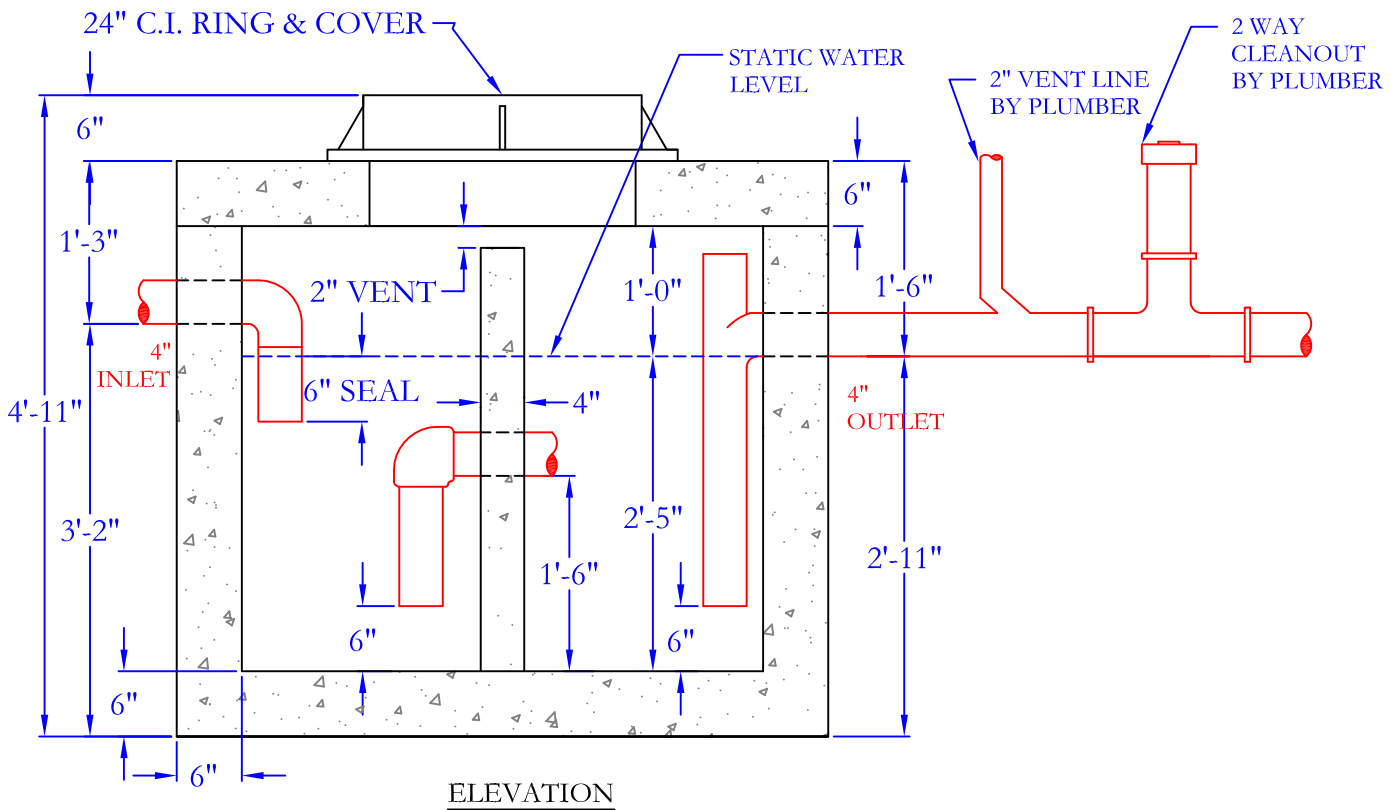 24" C.I. RING & COVER
STATIC WATER
LEVEL
2 WAY
CLEANOUT
BY PLUMBER
2" VENT LINE
BY PLUMBER
6"
6"
1'-3"
2" VENT
1'-0"
1'-6"
4"
INLET
6" SEAL
4"
4"
OUTLET
4'-11"
3'-2"
2'-5"
2'-11"
1'-6"
6"
6"
6"
6"
ELEVATION